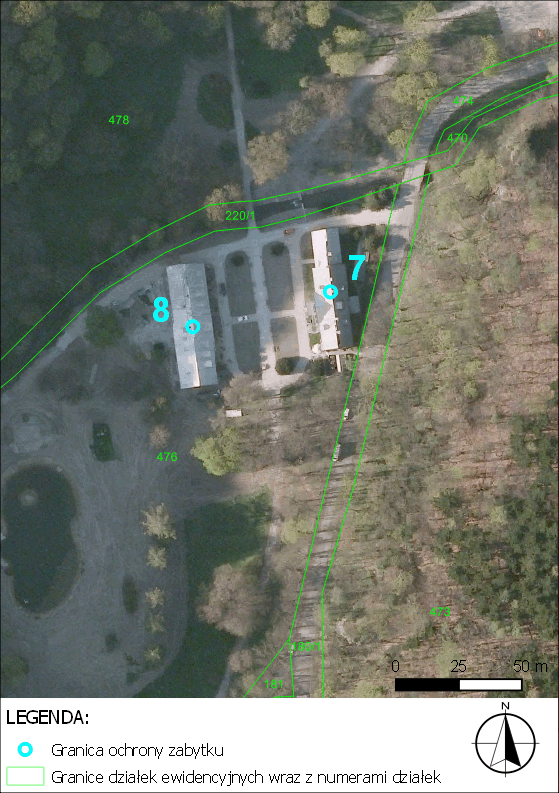 478
474
470
220/1
7
8
476
473
0 25 50 m
LEGENDA:
N
Granica ochrony zabytku
Granice działek ewidencyjnych wraz z numerami działek